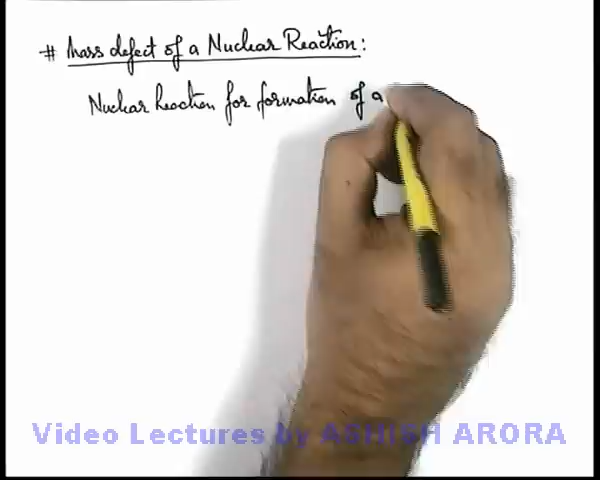 # Mass defect of a Nuclear Reaction:
Nuclear Reaction for formation of a
Video Lectures by ASHISH ARORA